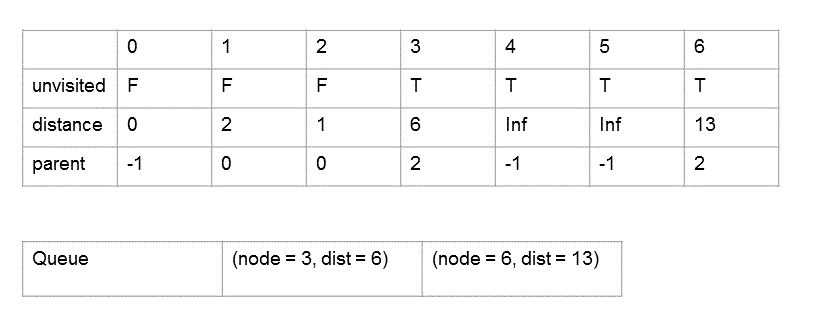 0 1 2 3 4 5 6
unvisited F F F T T T T
distance 0 2 1 6 Inf Inf 13
parent -1 0 0 2 -1 -1 2
Queue (node = 3, dist = 6) (node = 6, dist = 13)